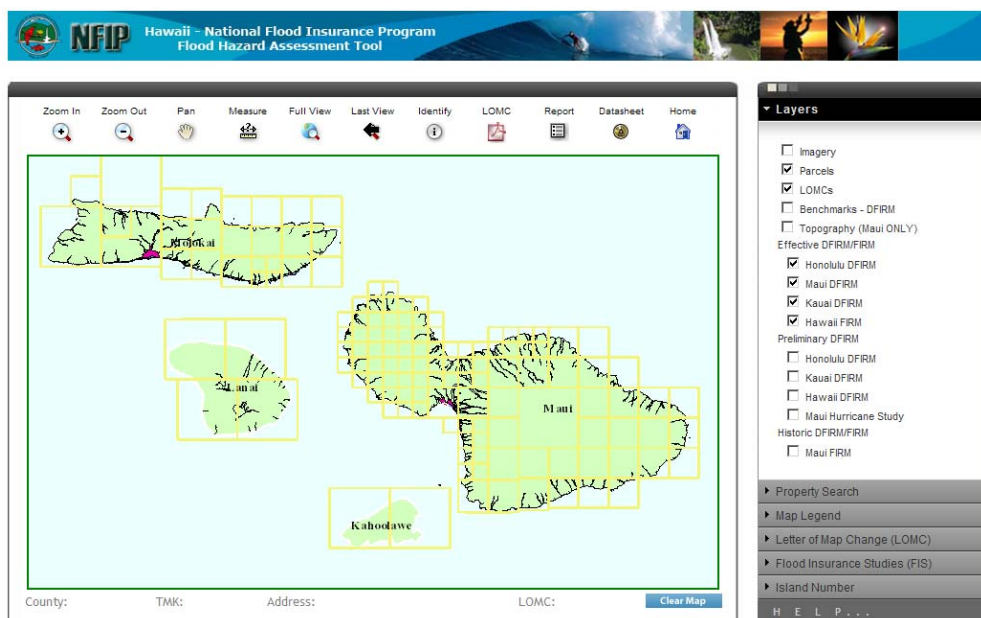 NFIP
Hawaii - National Flood Insurance Program
Flood Hazard Assessment Tool
Zoom In Zoom Out Pan Measure Full View Last View Identify LOMC Report Datasheet Home
Molokai
Lanai
Maui
Kahoolawe
County: TMK: Address: LOMC: Clear Map
Layers
Imagery
Parcels
LOMCs
Benchmarks - DFIRM
Topography (Maui ONLY)
Effective DFIRM/FIRM
Honolulu DFIRM
Maui DFIRM
Kauai DFIRM
Hawaii FIRM
Preliminary DFIRM
Honolulu DFIRM
Kauai DFIRM
Hawaii DFIRM
Maui Hurricane Study
Historic DFIRM/FIRM
Maui FIRM
Property Search
Map Legend
Letter of Map Change (LOMC)
Flood Insurance Studies (FIS)
Island Number
HELP...